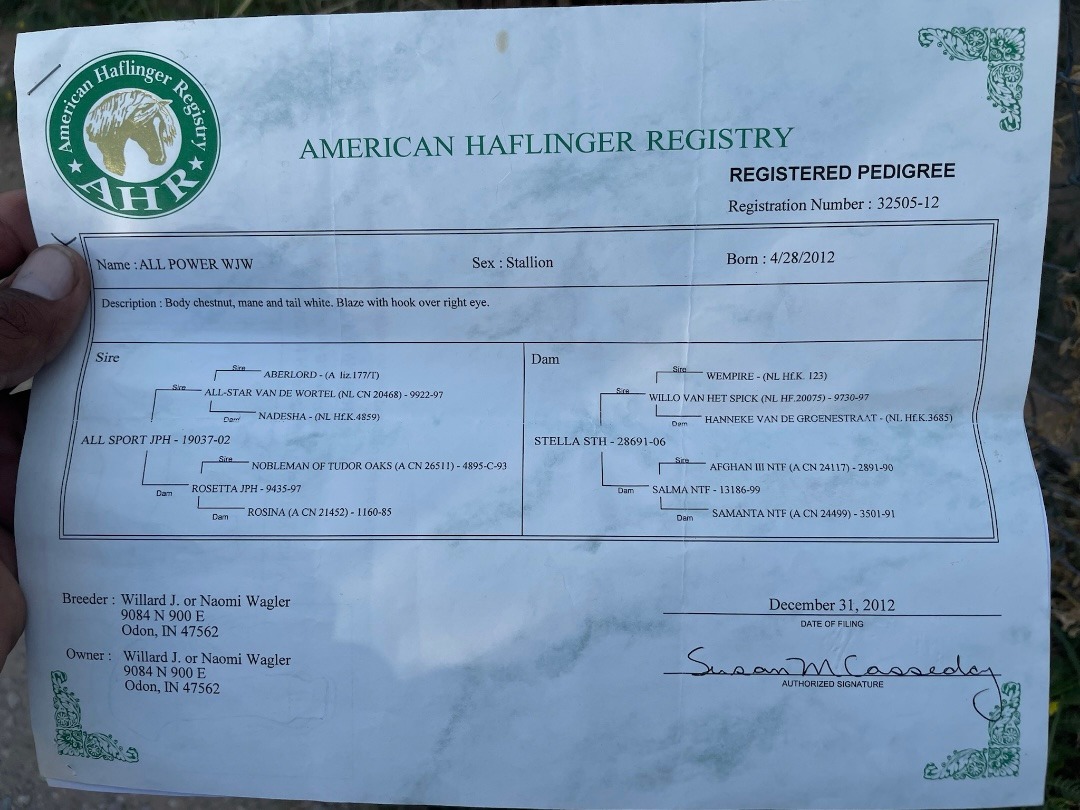 American Haflinger Registry
AHR
AMERICAN HAFLINGER REGISTRY
REGISTERED PEDIGREE
Registration Number : 32505-12
Name : ALL POWER WJW
Sex : Stallion
Born : 4/28/2012
Description : Body chestnut, mane and tail white. Blaze with hook over right eye.
Sire
Sire
ABERLORD - (A liz.177/T)
Sire
ALL-STAR VAN DE WORTEL (NL CN 20468) - 9922-97
Dam
NADESHA - (NL Hf.K.4859)
ALL SPORT JPH - 19037-02
Sire
NOBLEMAN OF TUDOR OAKS (A CN 26511) - 4895-C-93
Dam
ROSETTA JPH - 9435-97
Dam
ROSINA (A CN 21452) - 1160-85
Dam
Sire
WEMPIRE - (NL Hf.K. 123)
Sire
WILLO VAN HET SPICK (NL HF.20075) - 9730-97
Dam
HANNEKE VAN DE GROENESTRAAT - (NL Hf.K.3685)
STELLA STH - 28691-06
Sire
AFGHAN III NTF (A CN 24117) - 2891-90
Dam
SALMA NTF - 13186-99
Dam
SAMANTA NTF (A CN 24499) - 3501-91
Breeder : Willard J. or Naomi Wagler
9084 N 900 E
Odon, IN 47562
Owner : Willard J. or Naomi Wagler
9084 N 900 E
Odon, IN 47562
December 31, 2012
DATE OF FILING
Susan M Casseday
AUTHORIZED SIGNATURE